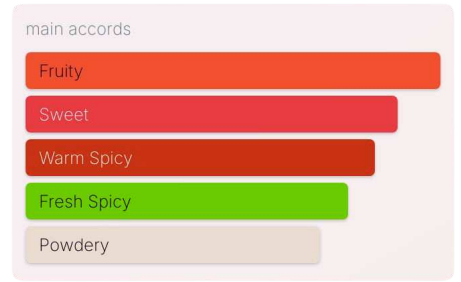 main accords
Fruity
Sweet
Warm Spicy
Fresh Spicy
Powdery